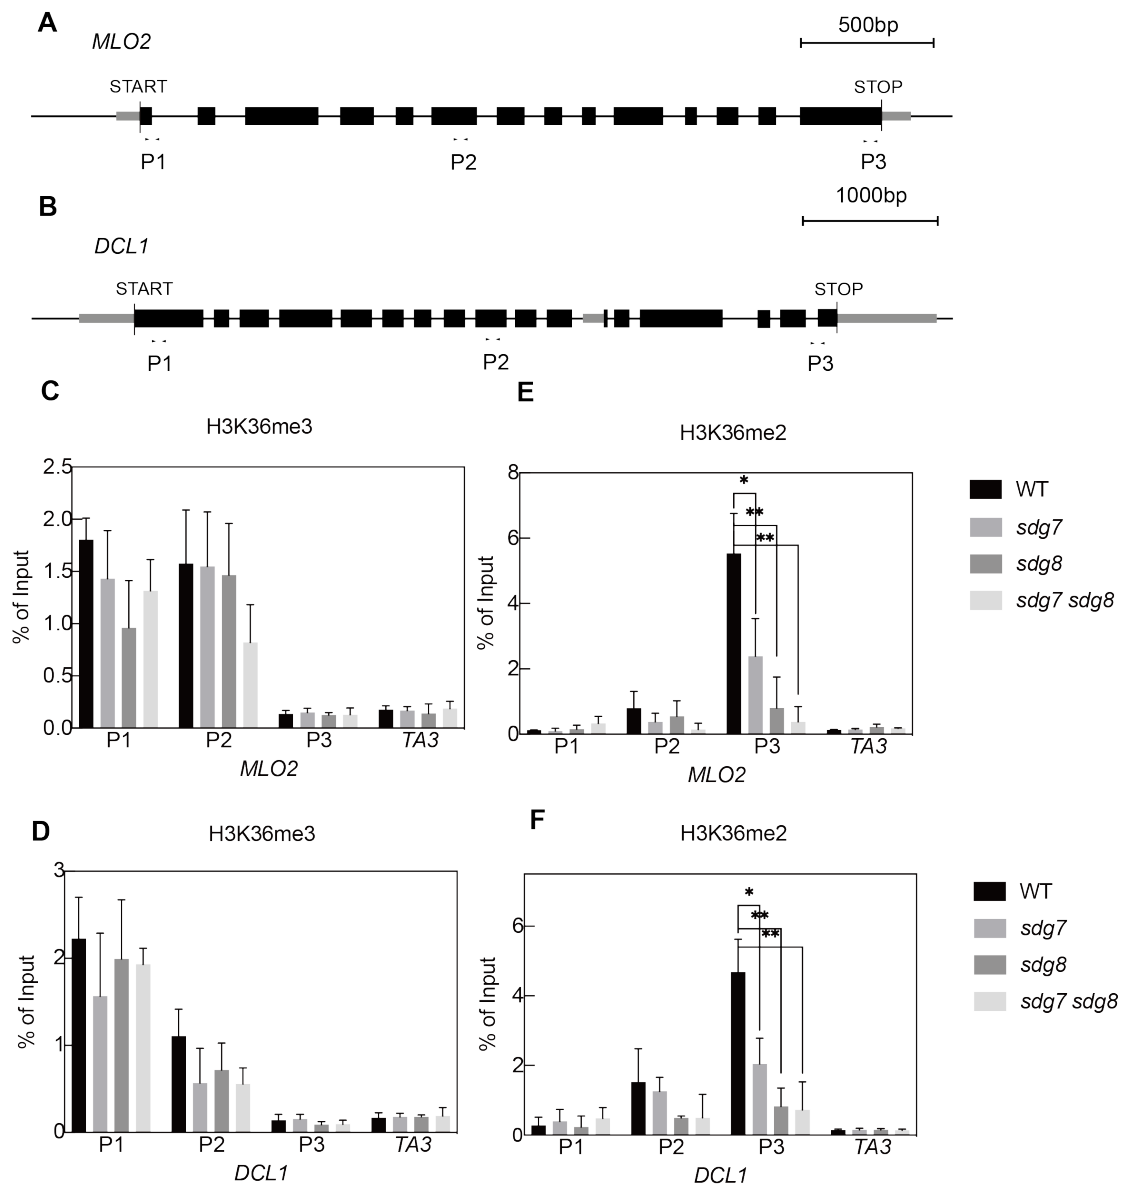 A
MLO2
500bp
START
STOP
P1
P2
P3
B
1000bp
DCL1
START
STOP
P1
P2
P3
C
H3K36me3
2.5
2.0
1.5
1.0
0.5
0.0
% of Input
P1
P2
P3
TA3
MLO2
E
H3K36me2
8
6
4
2
0
% of Input
*
**
**
P1
P2
P3
TA3
MLO2
WT
sdg7
sdg8
sdg7 sdg8
D
H3K36me3
3
2
1
0
% of Input
P1
P2
P3
TA3
DCL1
F
H3K36me2
6
4
2
0
% of Input
*
**
**
P1
P2
P3
TA3
DCL1
WT
sdg7
sdg8
sdg7 sdg8